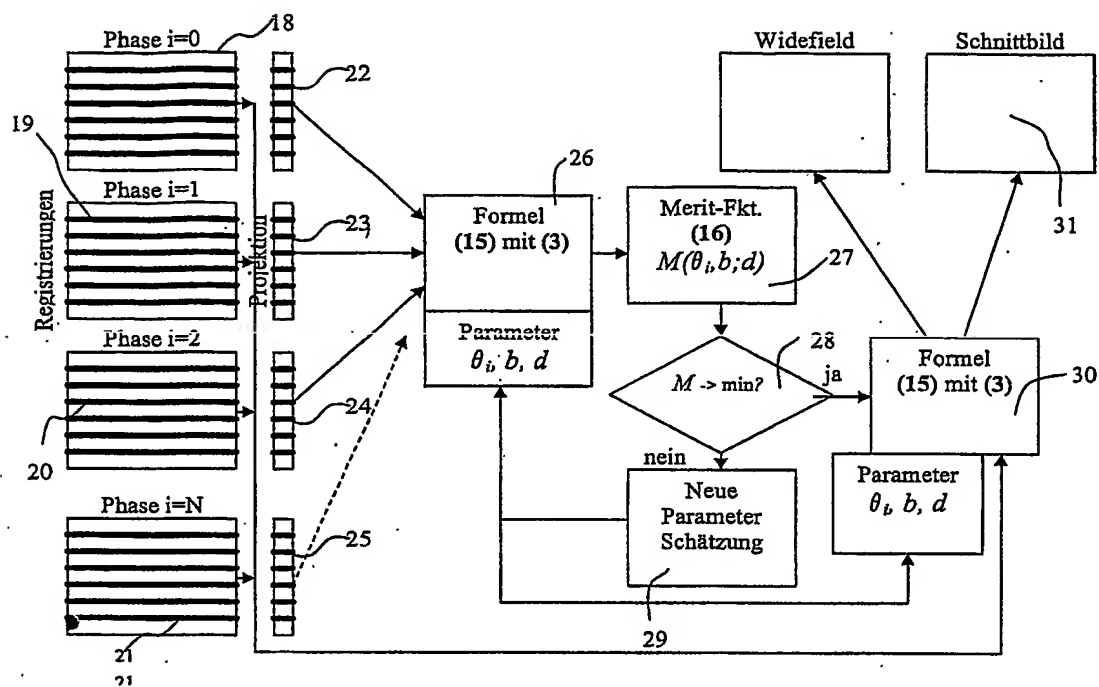 18
Phase i=0
22
19
Phase i=1
23
Registrierungen
Projektion
Phase i=2
24
20
Phase i=N
25
21
21
26
Formel
(15) mit (3)
Parameter
θi, b, d
Merit-Fkt.
(16)
M(θi, b; d)
27
28
M -> min?
ja
nein
Neue
Parameter
Schätzung
29
Widefield
Schnittbild
31
Formel
(15) mit (3)
30
Parameter
θi, b, d